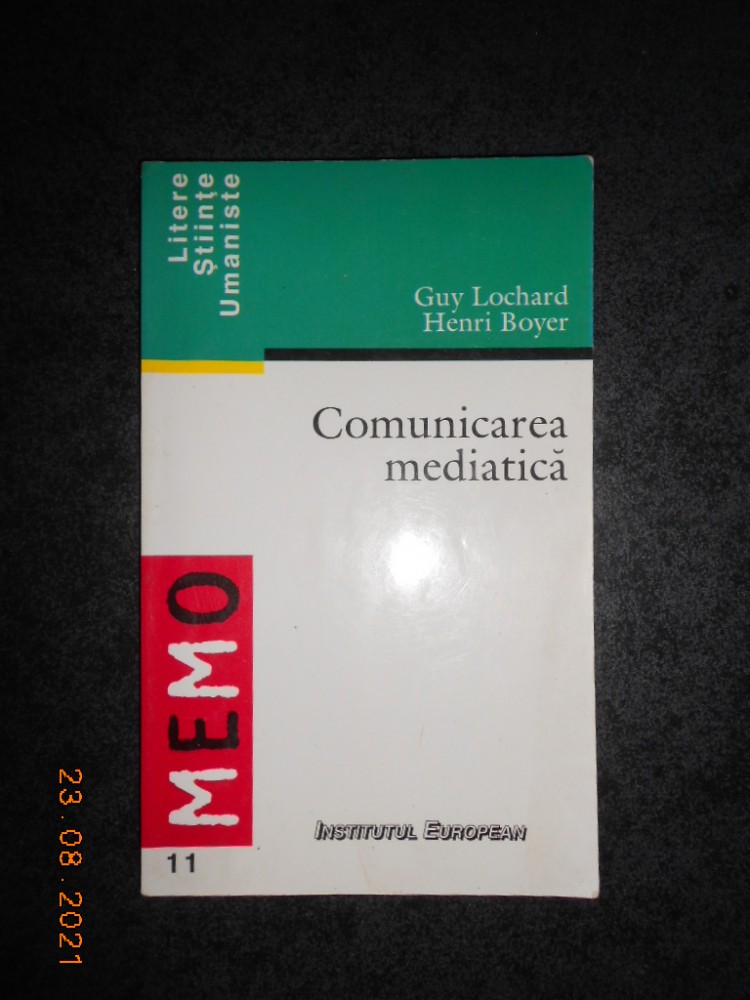 Litere
Științe
Umaniste
Guy Lochard
Henri Boyer
Comunicarea
mediatică
MEMO
INSTITUTUL EUROPEAN
11
23.08.2021